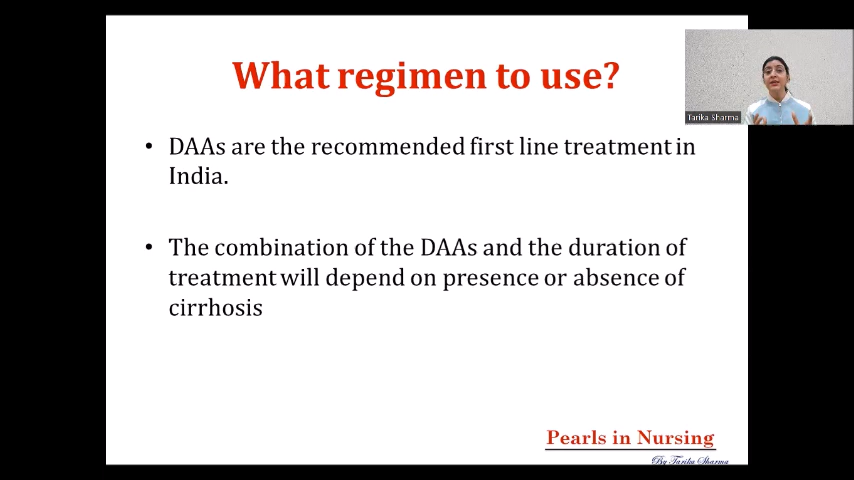 What regimen to use?
Tarika Sharma
• DAAs are the recommended first line treatment in
India.
• The combination of the DAAs and the duration of
treatment will depend on presence or absence of
cirrhosis
Pearls in Nursing
By Tarika Sharma